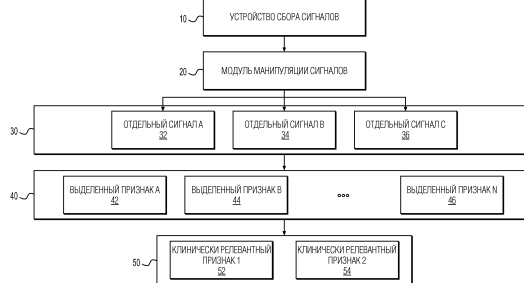 10
УСТРОЙСТВО СБОРА СИГНАЛОВ
20
МОДУЛЬ МАНИПУЛЯЦИИ СИГНАЛОВ
30
ОТДЕЛЬНЫЙ СИГНАЛ A
32
ОТДЕЛЬНЫЙ СИГНАЛ B
34
ОТДЕЛЬНЫЙ СИГНАЛ C
36
40
ВЫДЕЛЕННЫЙ ПРИЗНАК A
42
ВЫДЕЛЕННЫЙ ПРИЗНАК B
44
ВЫДЕЛЕННЫЙ ПРИЗНАК N
46
50
КЛИНИЧЕСКИ РЕЛЕВАНТНЫЙ
ПРИЗНАК 1
52
КЛИНИЧЕСКИ РЕЛЕВАНТНЫЙ
ПРИЗНАК 2
54